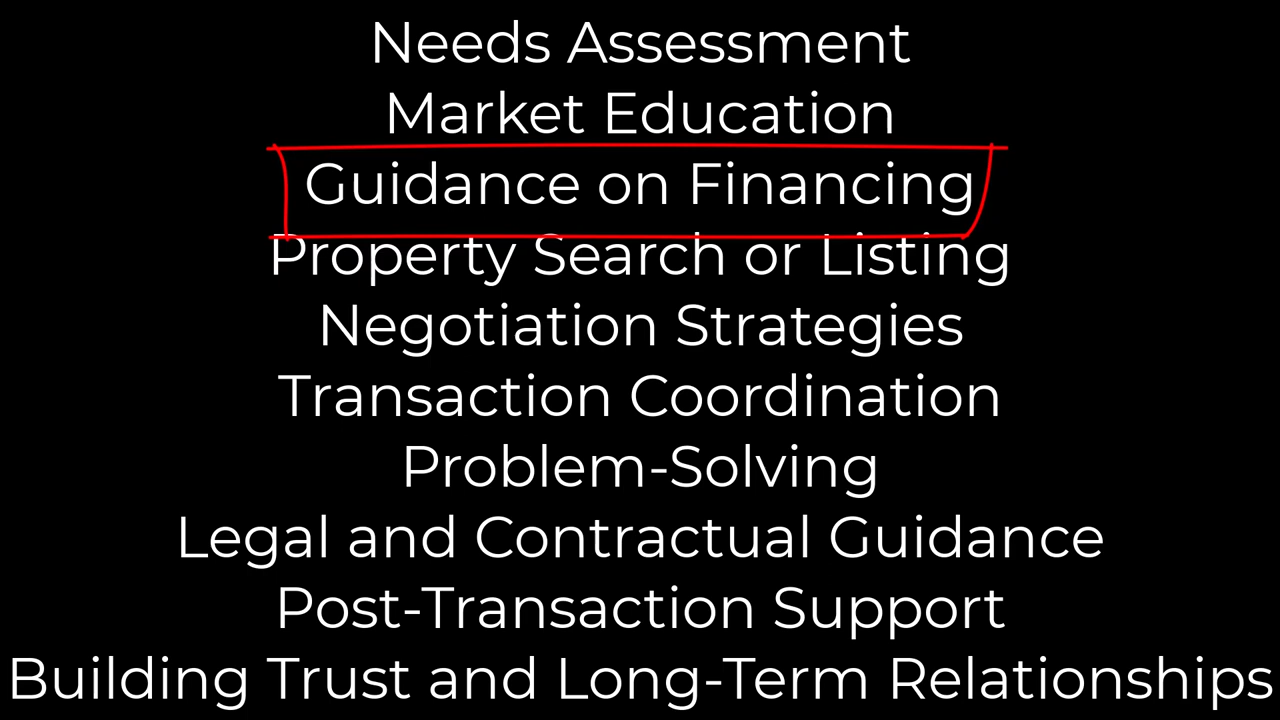 Needs Assessment
Market Education
Guidance on Financing
Property Search or Listing
Negotiation Strategies
Transaction Coordination
Problem-Solving
Legal and Contractual Guidance
Post-Transaction Support
Building Trust and Long-Term Relationships